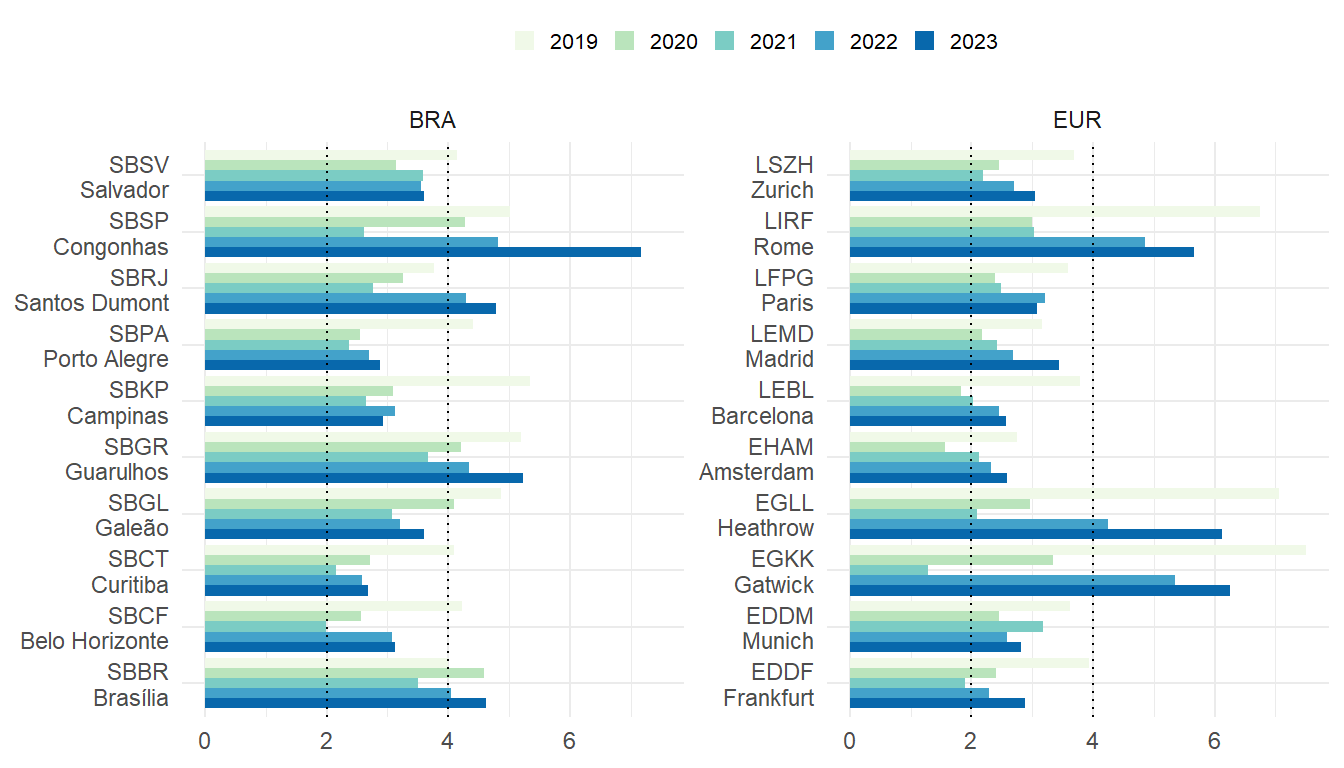 2019 2020 2021 2022 2023
BRA
SBSV
Salvador
SBSP
Congonhas
SBRJ
Santos Dumont
SBPA
Porto Alegre
SBKP
Campinas
SBGR
Guarulhos
SBGL
Galeão
SBCT
Curitiba
SBCF
Belo Horizonte
SBBR
Brasília
0 2 4 6
EUR
LSZH
Zurich
LIRF
Rome
LFPG
Paris
LEMD
Madrid
LEBL
Barcelona
EHAM
Amsterdam
EGLL
Heathrow
EGKK
Gatwick
EDDM
Munich
EDDF
Frankfurt
0 2 4 6